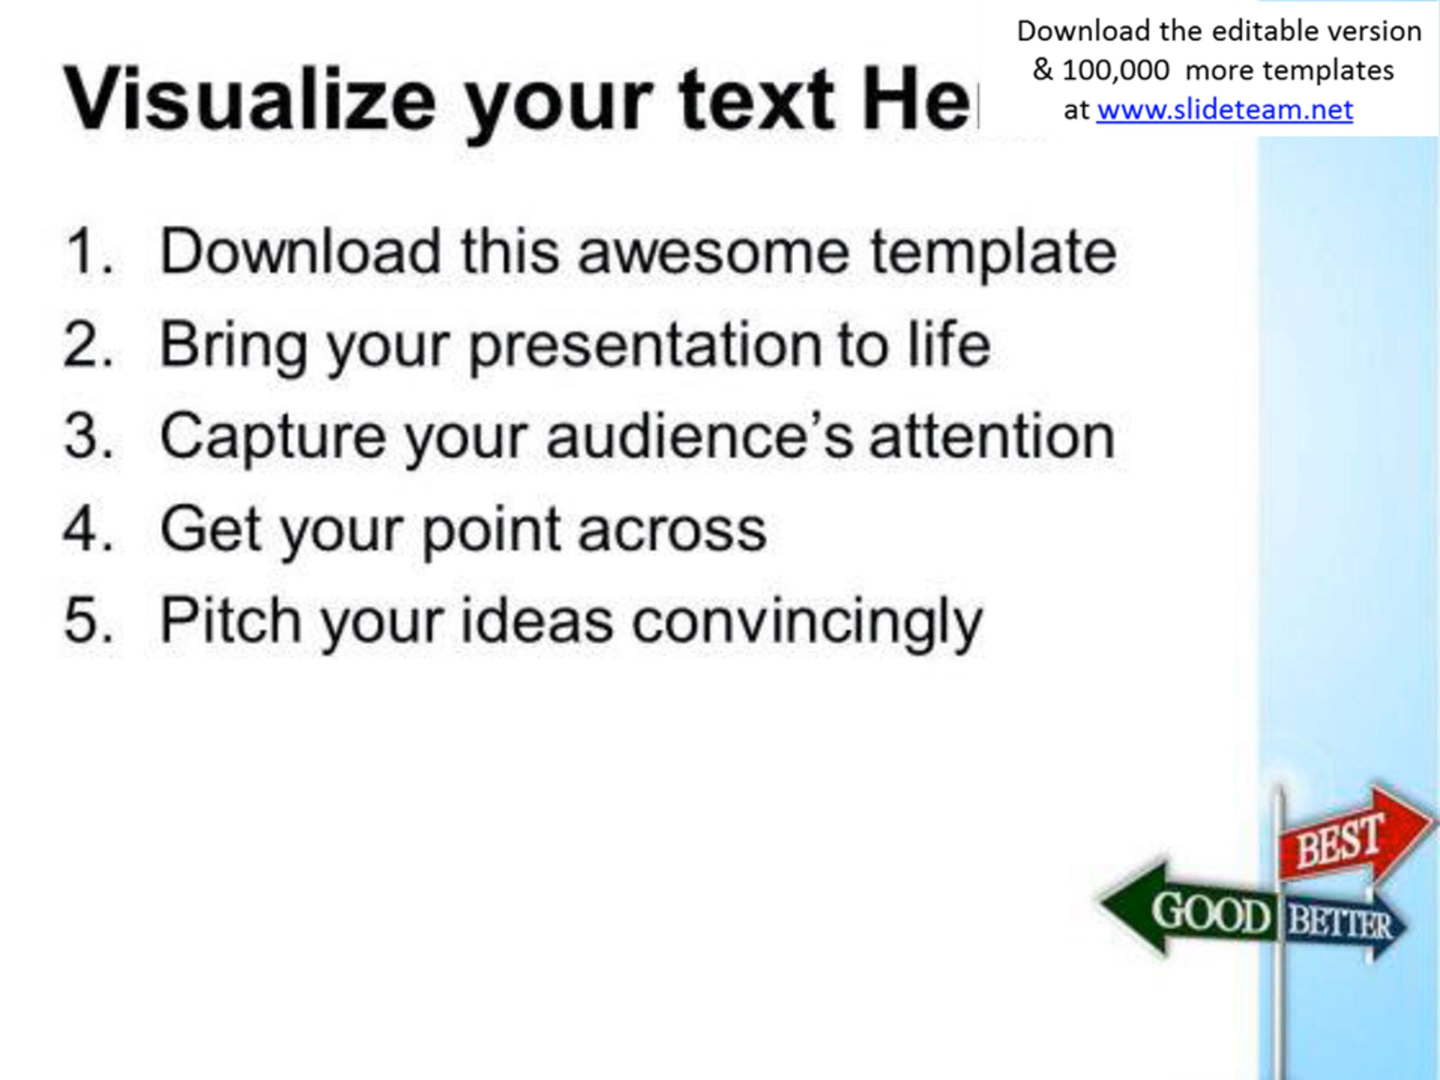 Download the editable version
& 100,000 more templates
at www.slideteam.net
Visualize your text
1. Download this awesome template
2. Bring your presentation to life
3. Capture your audience’s attention
4. Get your point across
5. Pitch your ideas convincingly
BEST
GOOD
BETTER